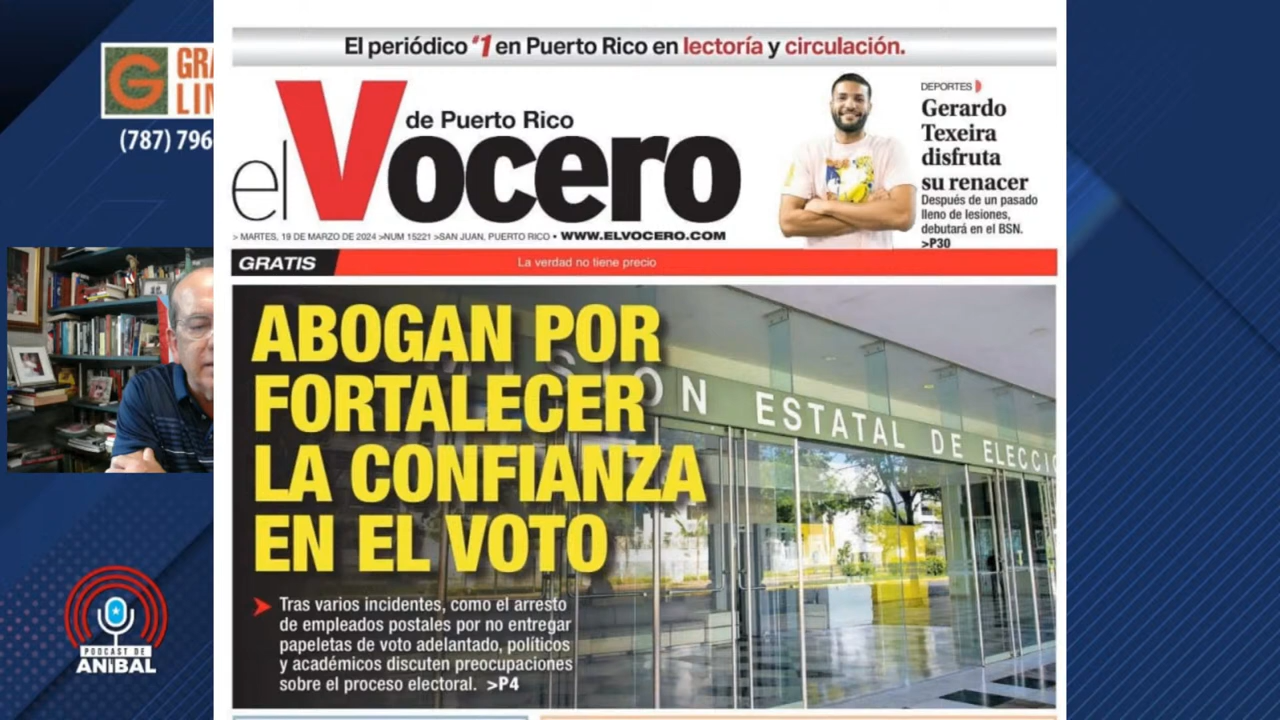 El periódico #1 en Puerto Rico en lectoría y circulación.
GRA
LIN
(787) 796
el Vocero
de Puerto Rico
> MARTES, 19 DE MARZO DE 2024 >NUM 15221 >SAN JUAN, PUERTO RICO • WWW.ELVOCERO.COM
DEPORTES
Gerardo
Texeira
disfruta
su renacer
Después de un pasado
lleno de lesiones,
debutará en el BSN.
>P30
GRATIS
La verdad no tiene precio
ABOGAN POR
FORTALECER
LA CONFIANZA
EN EL VOTO
Tras varios incidentes, como el arresto
de empleados postales por no entregar
papeletas de voto adelantado, políticos
y académicos discuten preocupaciones
sobre el proceso electoral. >P4
ISIÓN ESTATAL DE ELECCIO
PODCAST DE
ANÍBAL